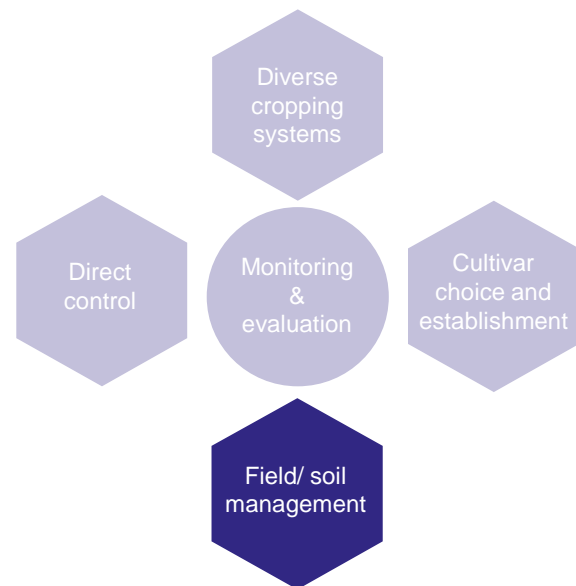 Diverse
cropping
systems
Direct
control
Monitoring
&
evaluation
Cultivar
choice and
establishment
Field/ soil
management